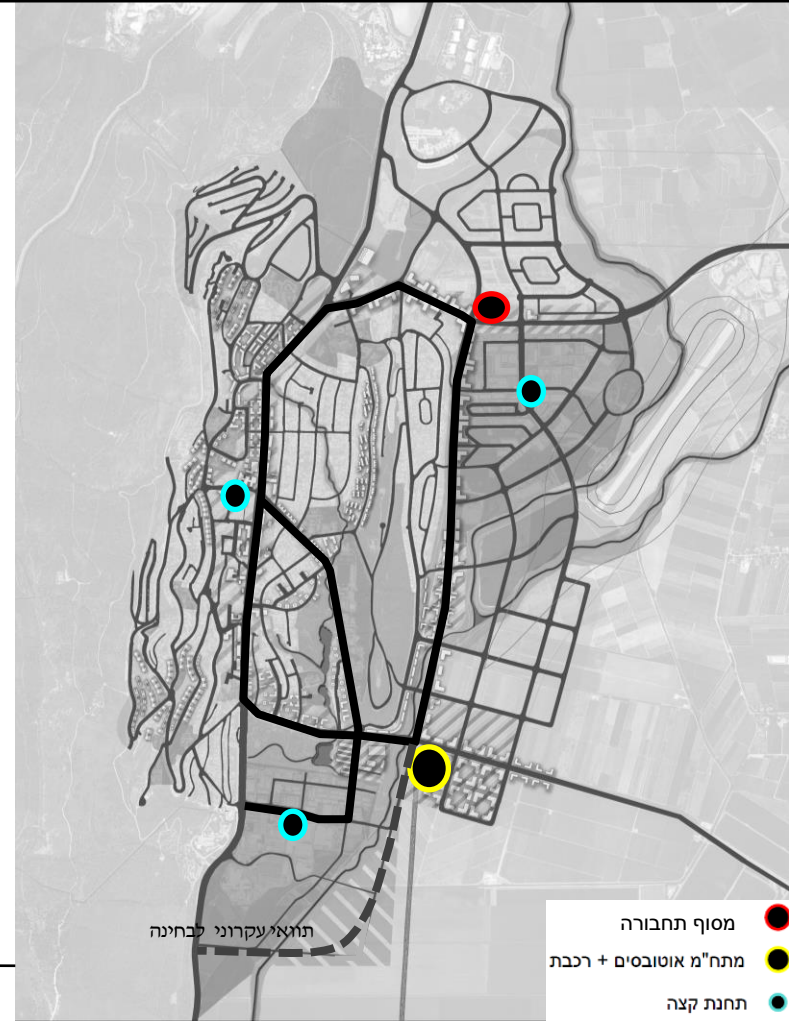 תוואי עקרוני לבחינה
מסוף תחבורה
מתח"מ אוטובסים + רכבת
תחנת קצה